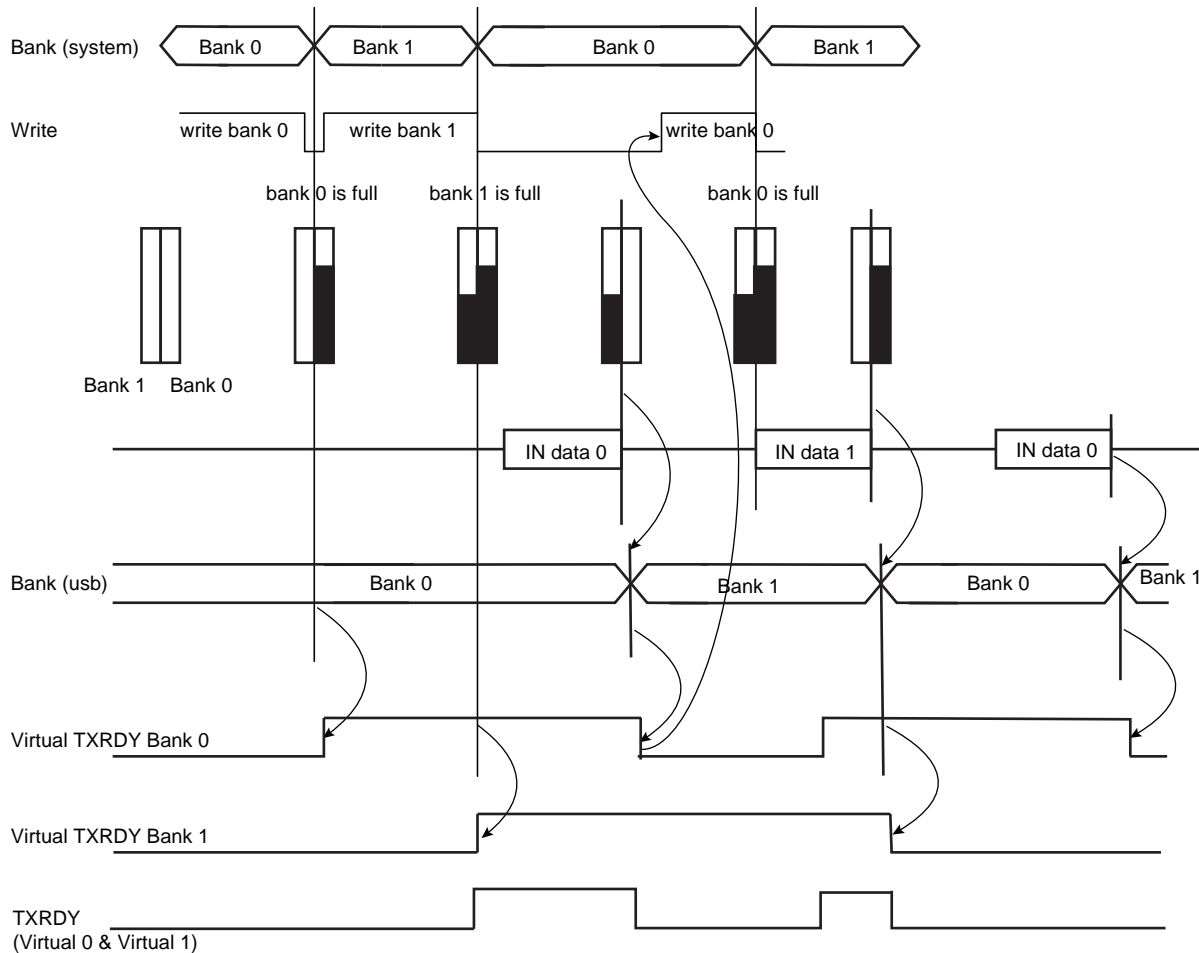 Bank (system)
Bank 0
Bank 1
Bank 0
Bank 1
Write
write bank 0
write bank 1
write bank 0
bank 0 is full
bank 1 is full
bank 0 is full
Bank 1
Bank 0
IN data 0
IN data 1
IN data 0
Bank (usb)
Bank 0
Bank 1
Bank 0
Bank 1
Virtual TXRDY Bank 0
Virtual TXRDY Bank 1
TXRDY
(Virtual 0 & Virtual 1)